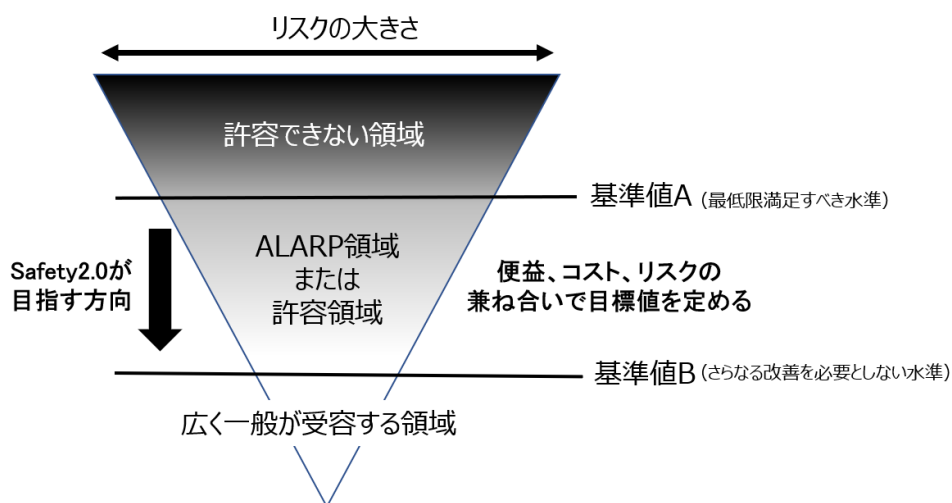 リスクの大きさ
許容できない領域
基準値A (最低限満足すべき水準)
ALARP領域
または
許容領域
Safety2.0が
目指す方向
便益、コスト、リスクの
兼ね合いで目標値を定める
基準値B (さらなる改善を必要としない水準)
広く一般が受容する領域